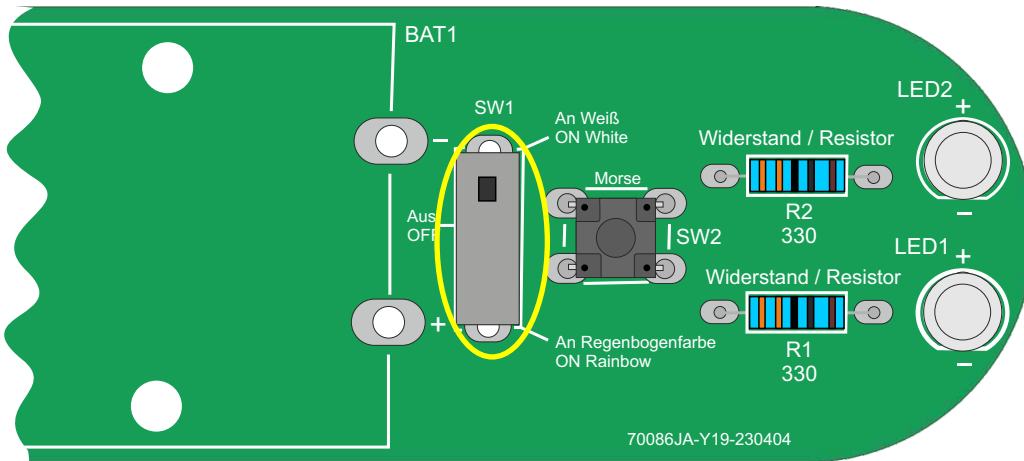 BAT1
SW1
An Weiß
ON White
LED2
+
−
Widerstand / Resistor
Morse
R2
330
Aus
OFF
SW2
−
LED1
+
Widerstand / Resistor
+
An Regenbogenfarbe
ON Rainbow
R1
330
−
70086JA-Y19-230404